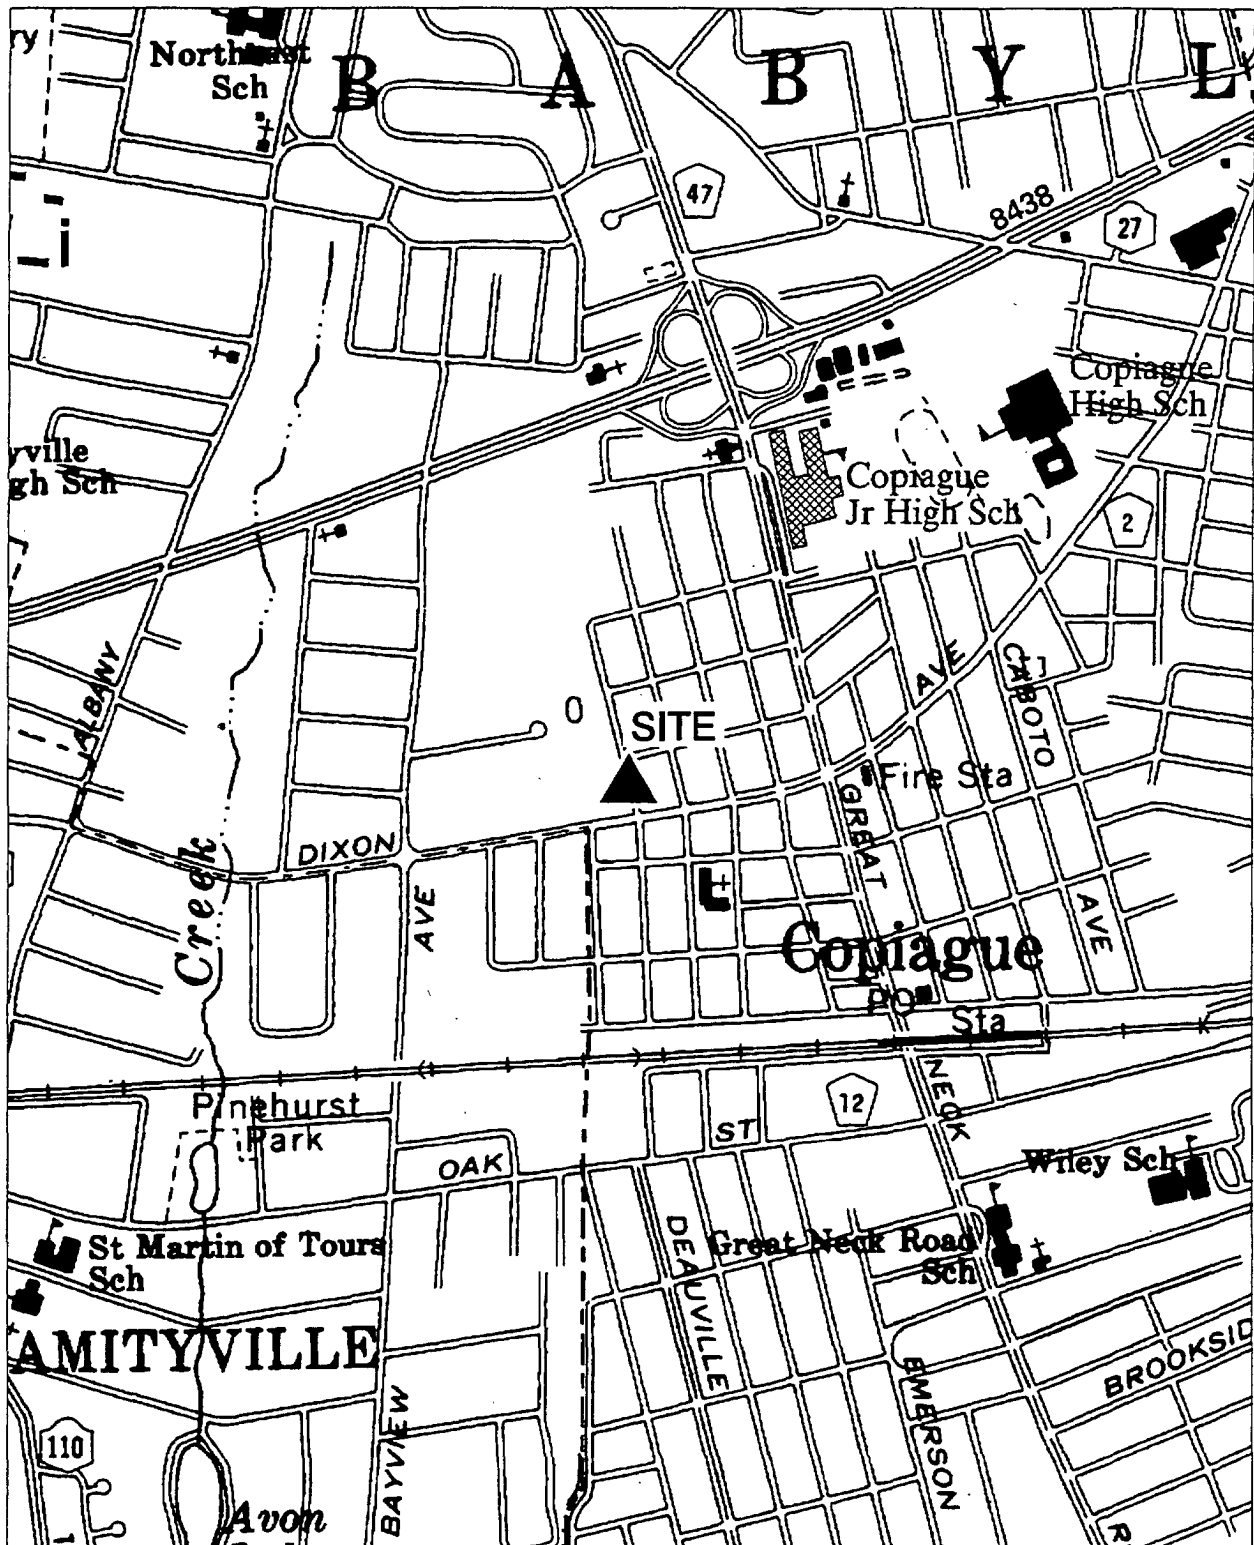 ry
Northeast
Sch
B A B Y L
47
8438
27
i
Copiague
High Sch
yville
gh Sch
Copiague
Jr High Sch
2
ALBANY
AVE
CABOTO
O
SITE
Fire Sta
GREAT
DIXON
Creek
AVE
AVE
Copiague
PO
Sta
NECK
12
Pinehurst
Park
ST
OAK
Wiley Sch
St Martin of Tours
Sch
DEAUVILLE
Great Neck Road
Sch
AMITYVILLE
EMERSON
BROOKSID
BAYVIEW
110
Avon
R